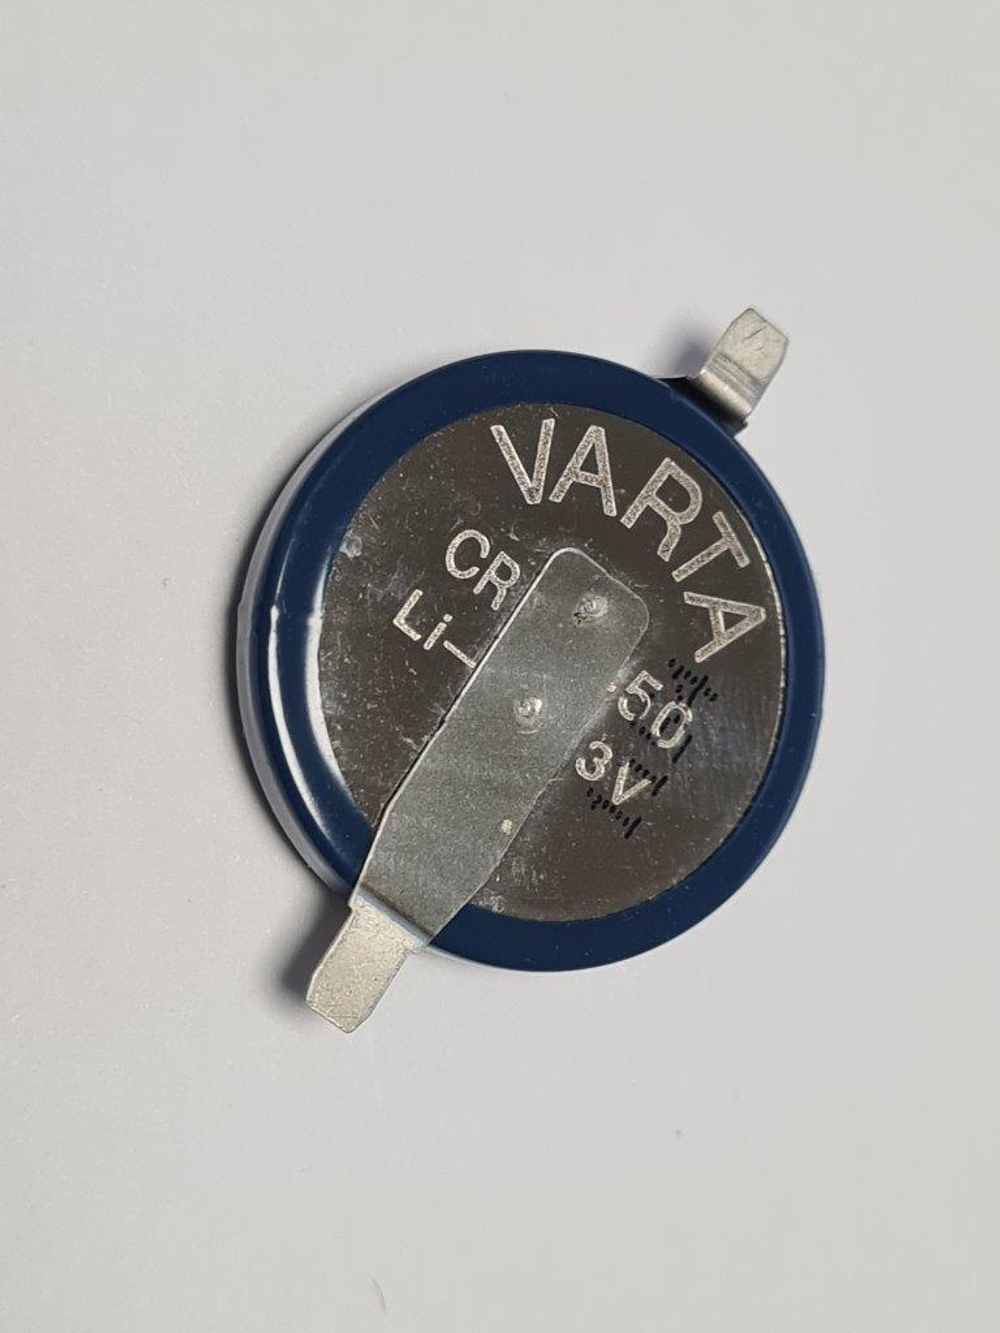 VARTA
CR 50
Li- 3V